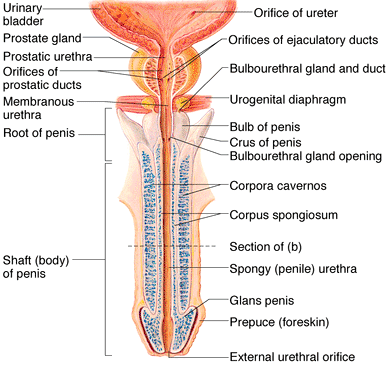 Urinary
bladder
Prostate gland
Prostatic urethra
Orifices of
prostatic ducts
Membranous
urethra
Root of penis
Shaft (body)
of penis
Orifice of ureter
Orifices of ejaculatory ducts
Bulbourethral gland and duct
Urogenital diaphragm
Bulb of penis
Crus of penis
Bulbourethral gland opening
Corpora cavernos
Corpus spongiosum
Section of (b)
Spongy (penile) urethra
Glans penis
Prepuce (foreskin)
External urethral orifice